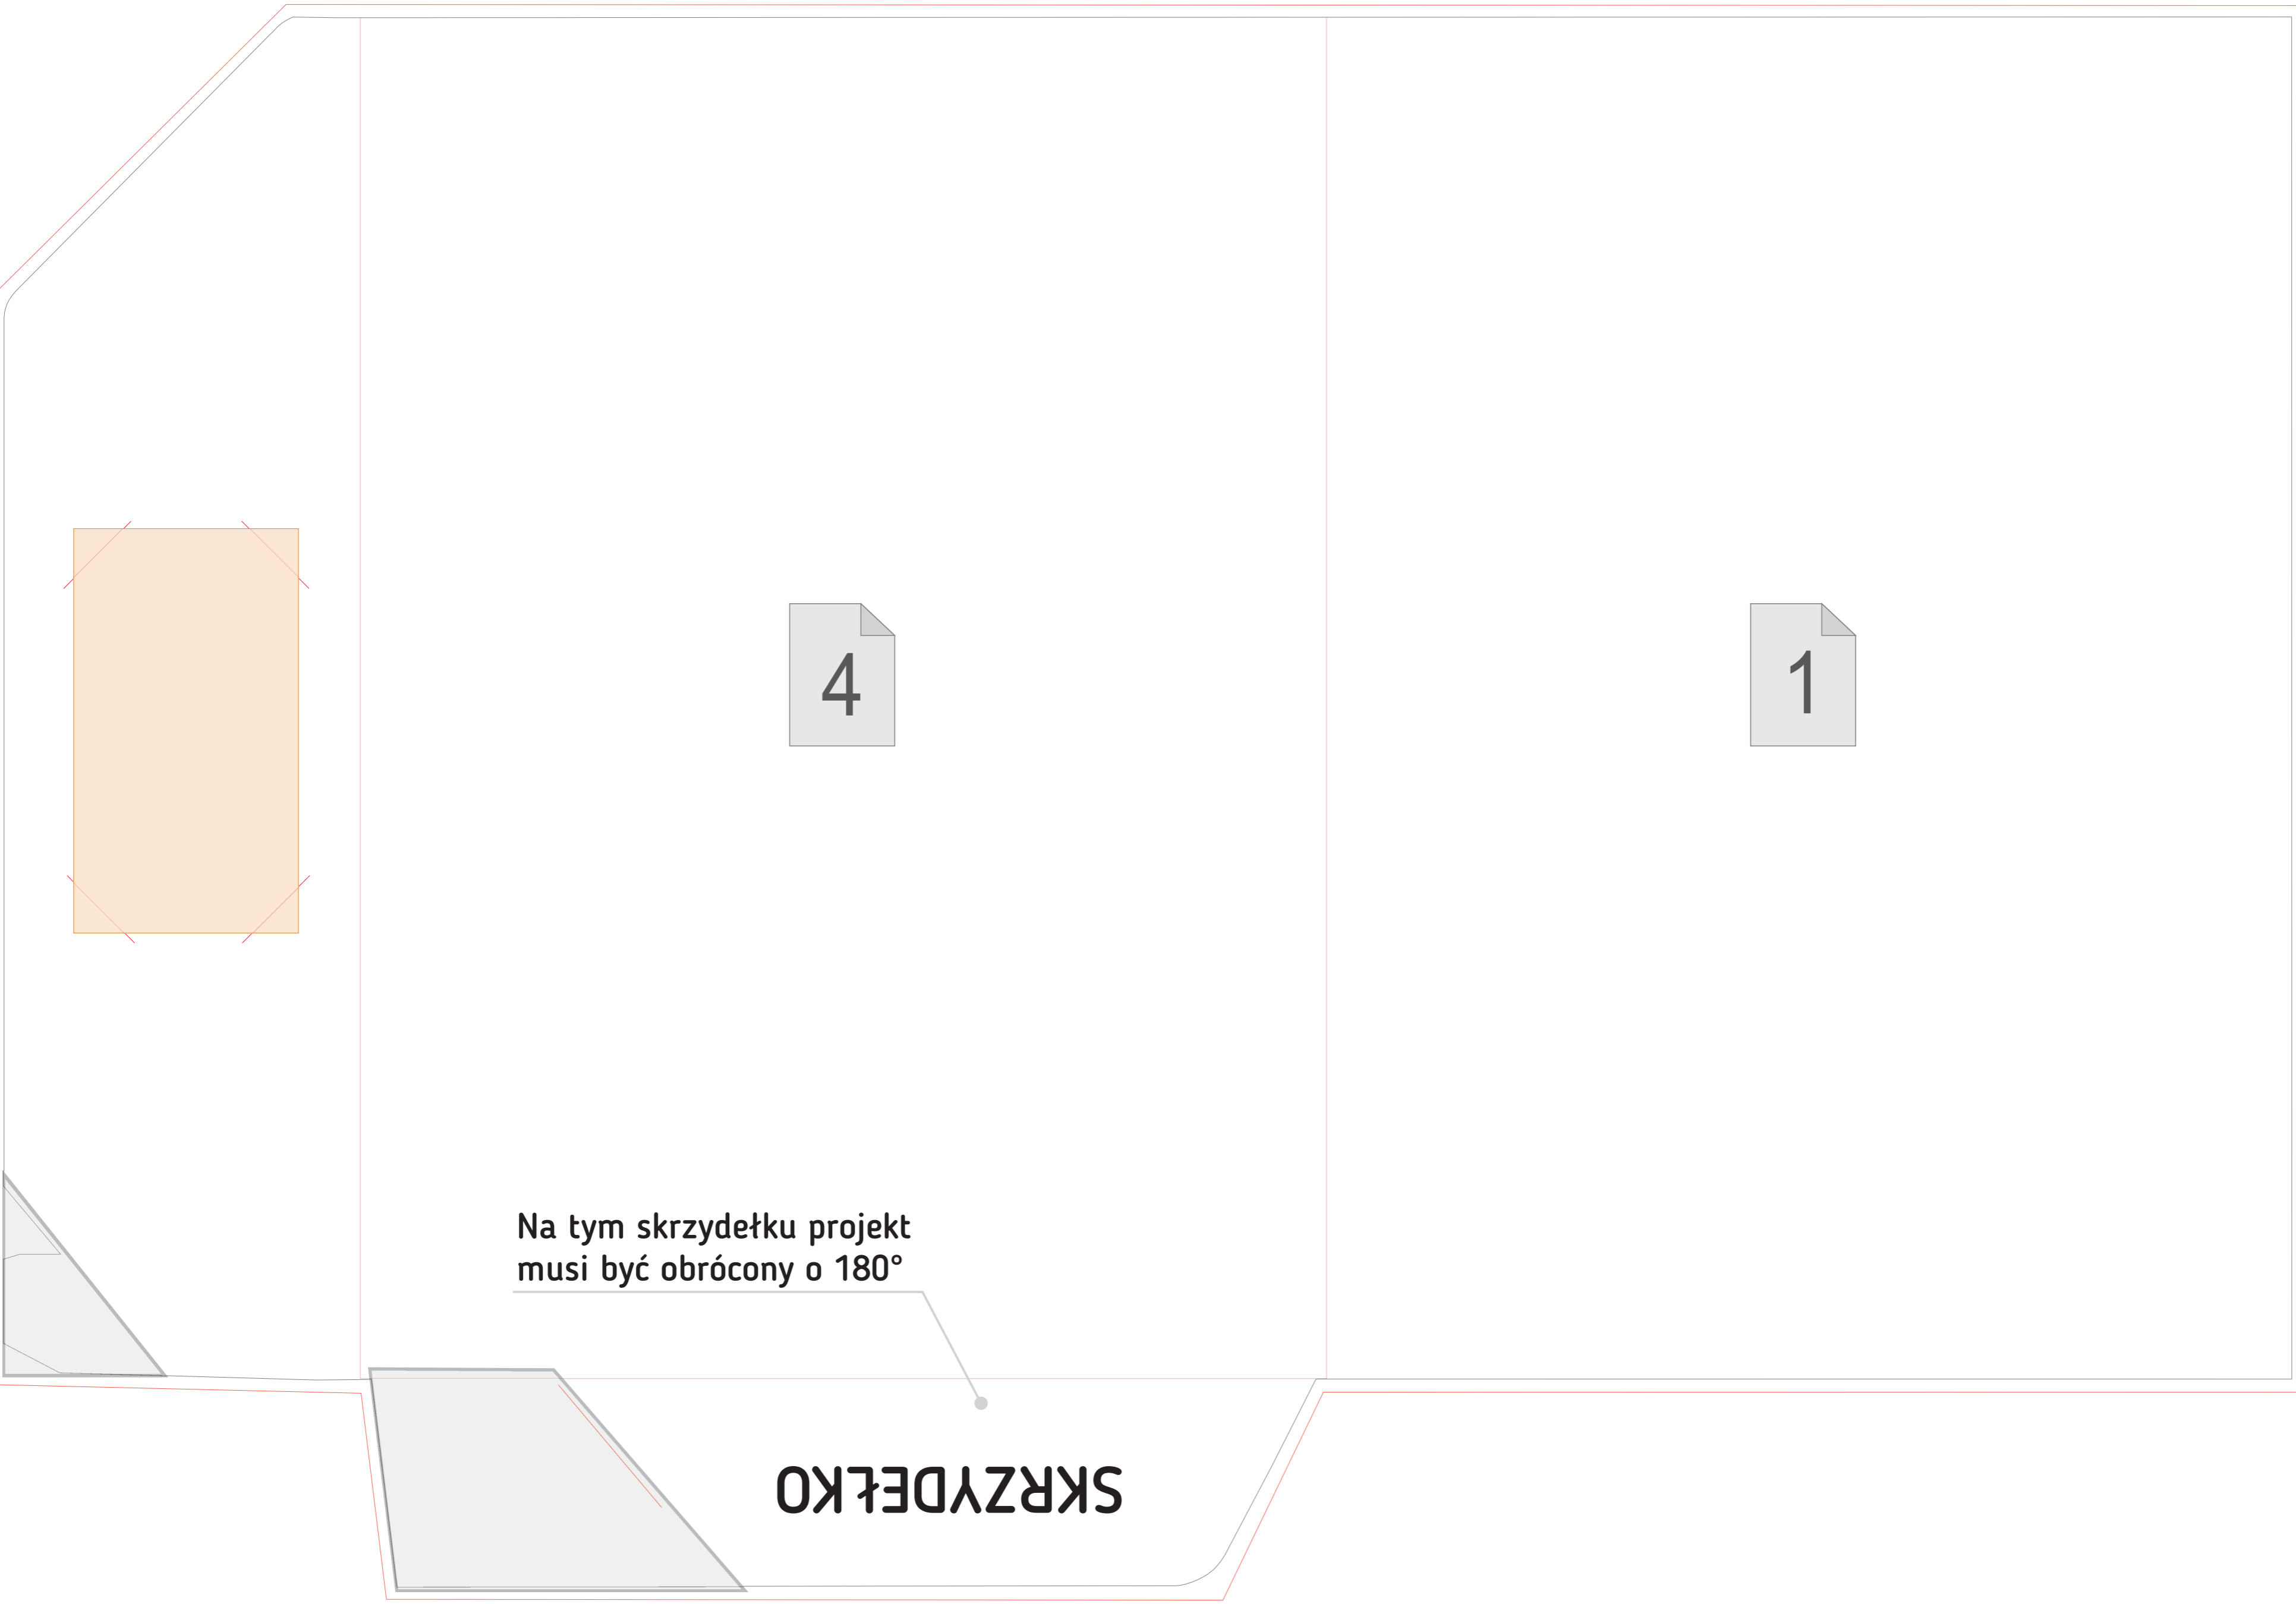 4
1
Na tym skrzydełku projekt
musi być obrócony o 180°
SKRZYDEŁKO